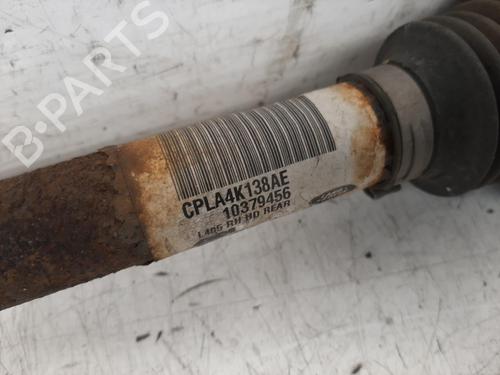 B-PARTS
CPLA4K138AE
10379456
L405 RH HD REAR